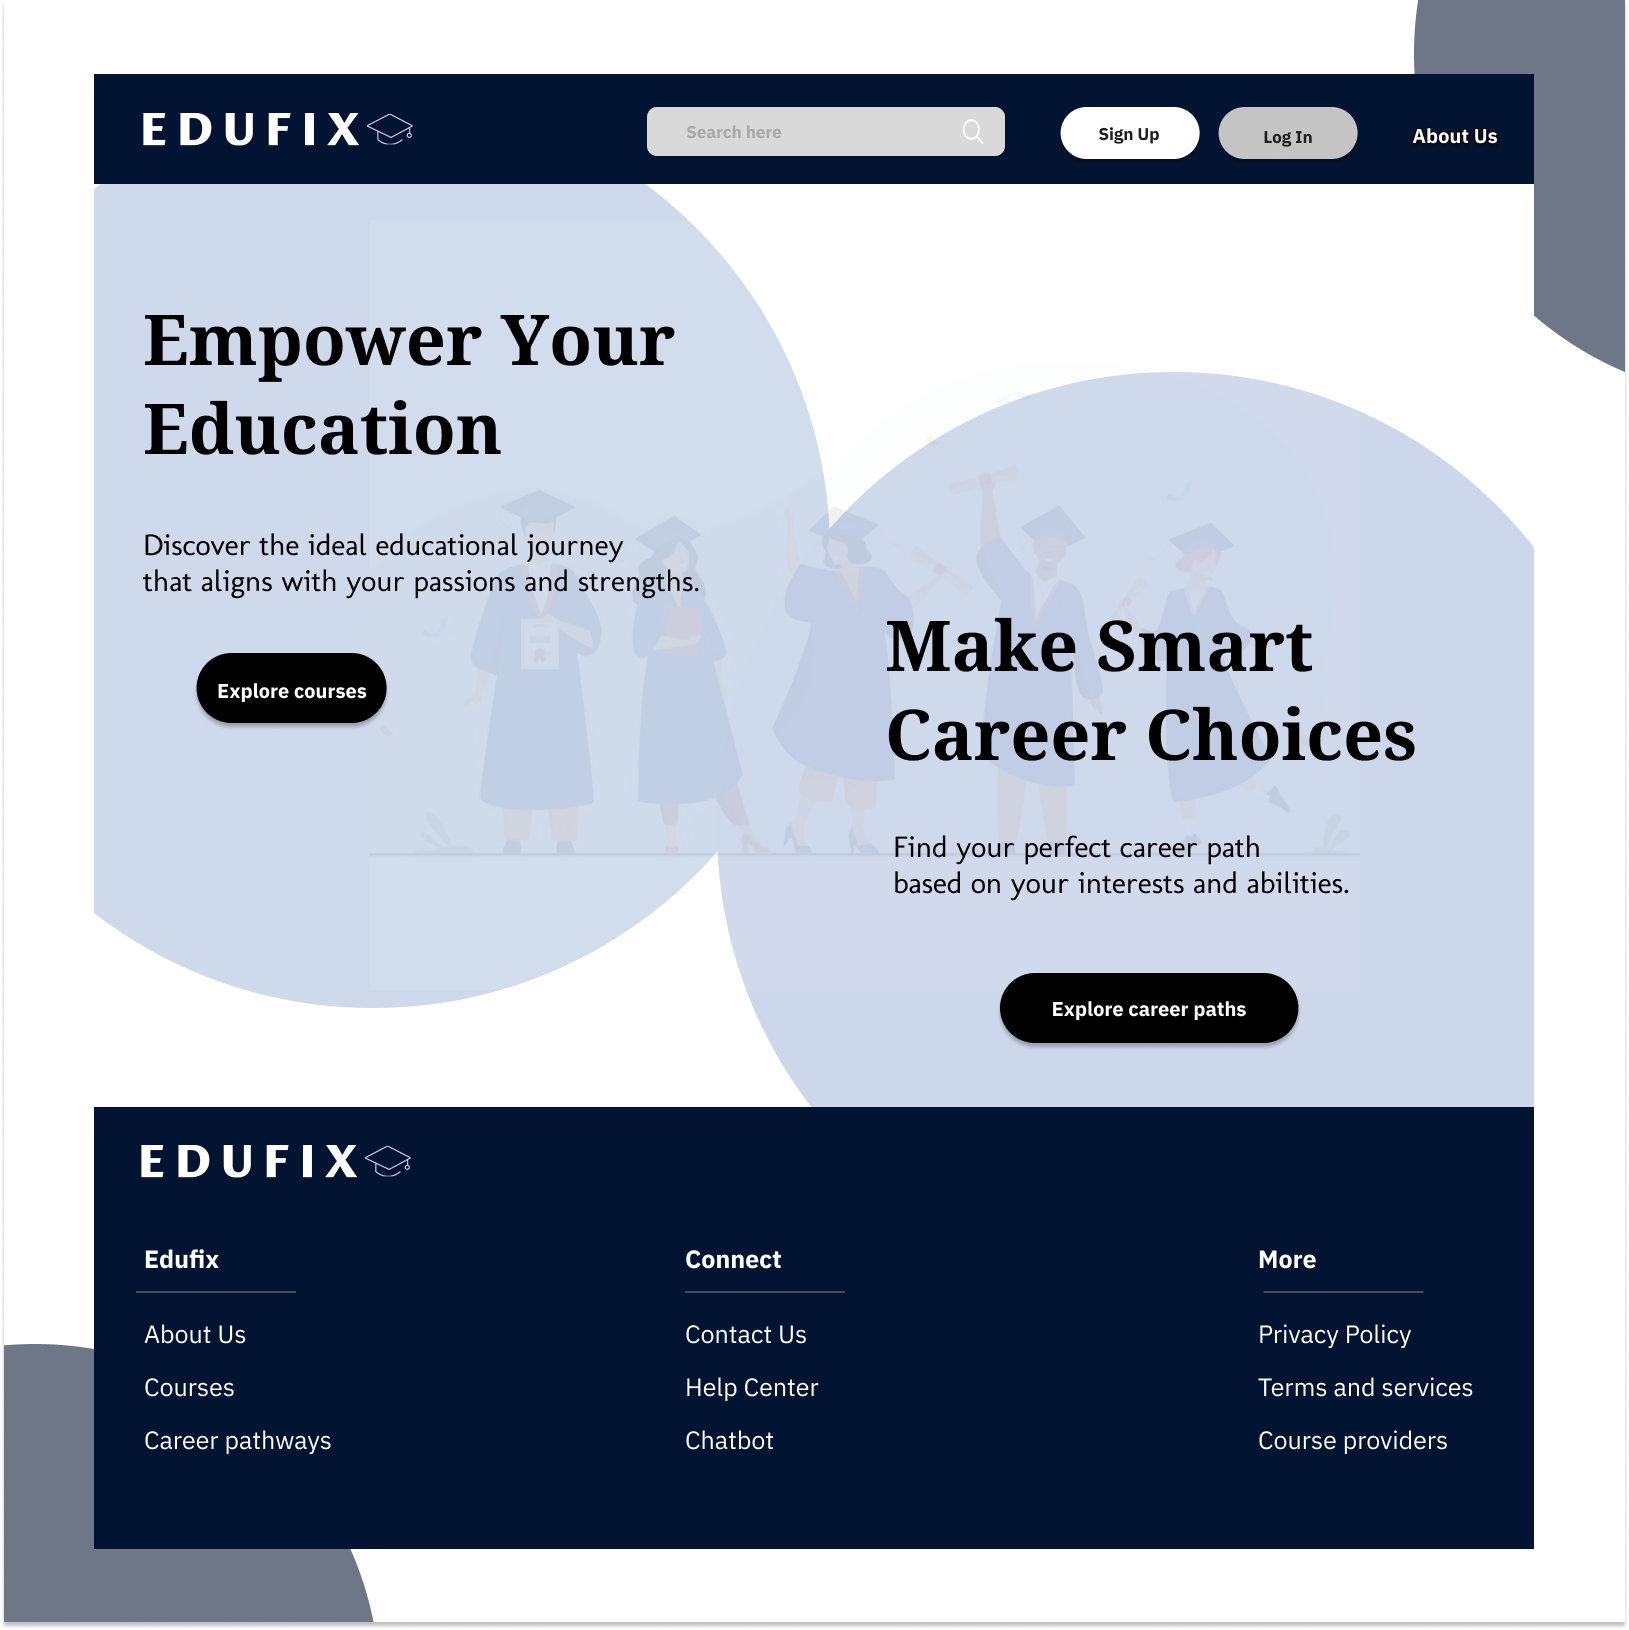 EDUFIX
Search here
Sign Up
Log In
About Us
Empower Your
Education
Discover the ideal educational journey
that aligns with your passions and strengths.
Explore courses
Make Smart
Career Choices
Find your perfect career path
based on your interests and abilities.
Explore career paths
EDUFIX
Edufix
About Us
Courses
Career pathways
Connect
Contact Us
Help Center
Chatbot
More
Privacy Policy
Terms and services
Course providers